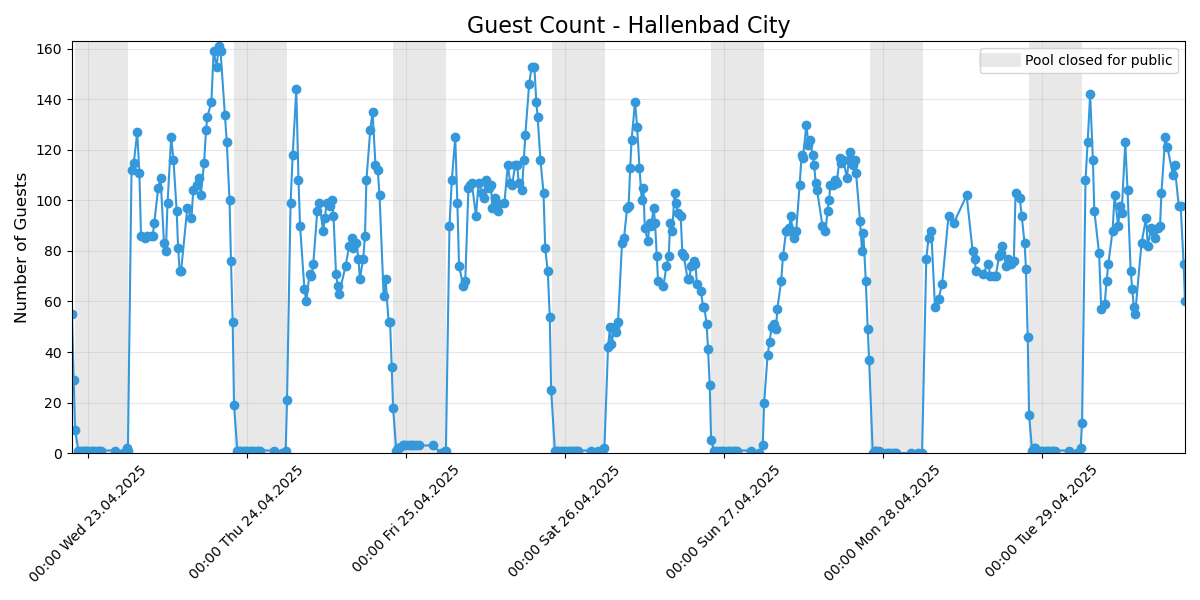 Guest Count - Hallenbad City
Number of Guests
160
140
120
100
80
60
40
20
0
Pool closed for public
00:00 Wed 23.04.2025
00:00 Thu 24.04.2025
00:00 Fri 25.04.2025
00:00 Sat 26.04.2025
00:00 Sun 27.04.2025
00:00 Mon 28.04.2025
00:00 Tue 29.04.2025